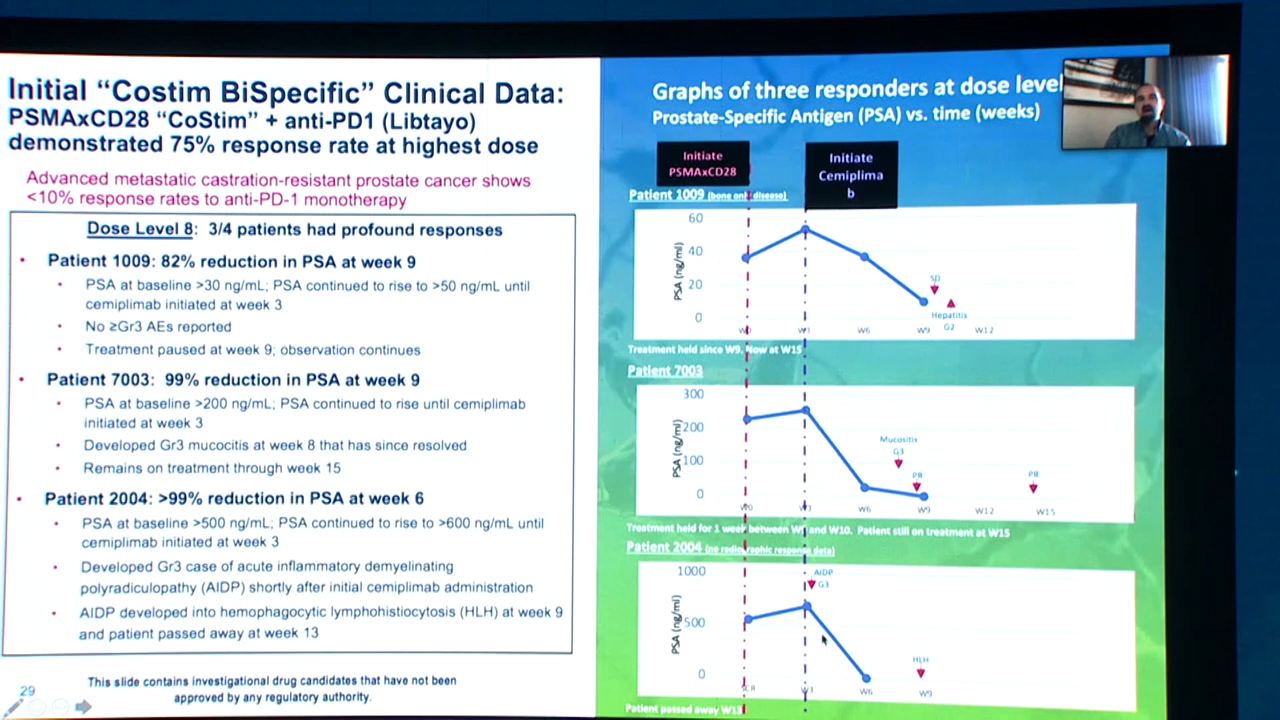 Initial “Costim BiSpecific” Clinical Data:
PSMAxCD28 “CoStim” + anti-PD1 (Libtayo)
demonstrated 75% response rate at highest dose
Advanced metastatic castration-resistant prostate cancer shows
<10% response rates to anti-PD-1 monotherapy
Dose Level 8: 3/4 patients had profound responses
• Patient 1009: 82% reduction in PSA at week 9
• PSA at baseline >30 ng/mL; PSA continued to rise to >50 ng/mL until
cemiplimab initiated at week 3
• No ≥Gr3 AEs reported
• Treatment paused at week 9; observation continues
• Patient 7003: 99% reduction in PSA at week 9
• PSA at baseline >200 ng/mL; PSA continued to rise until cemiplimab
initiated at week 3
• Developed Gr3 mucocitis at week 8 that has since resolved
• Remains on treatment through week 15
• Patient 2004: >99% reduction in PSA at week 6
• PSA at baseline >500 ng/mL; PSA continued to rise to >600 ng/mL until
cemiplimab initiated at week 3
• Developed Gr3 case of acute inflammatory demyelinating
polyradiculopathy (AIDP) shortly after initial cemiplimab administration
• AIDP developed into hemophagocytic lymphohistiocytosis (HLH) at week 9
and patient passed away at week 13
This slide contains investigational drug candidates that have not been
approved by any regulatory authority.
29
Graphs of three responders at dose level
Prostate-Specific Antigen (PSA) vs. time (weeks)
Initiate
PSMAxCD28
Initiate
Cemiplima
b
Patient 1009 (bone only disease)
PSA (ng/ml)
60
40
20
0
SD
Hepatitis
G2
W0 W3 W6 W9 W12
Treatment held since W9. Now at W15
Patient 7003
PSA (ng/ml)
300
200
100
0
Mucositis
G3
PR
PR
W0 W3 W6 W9 W12 W15
Treatment held for 1 week between W9 and W10. Patient still on treatment at W15
Patient 2004 (no radiographic response data)
PSA (ng/ml)
1000
500
0
AIDP
G3
HLH
SCR W3 W6 W9
Patient passed away W13